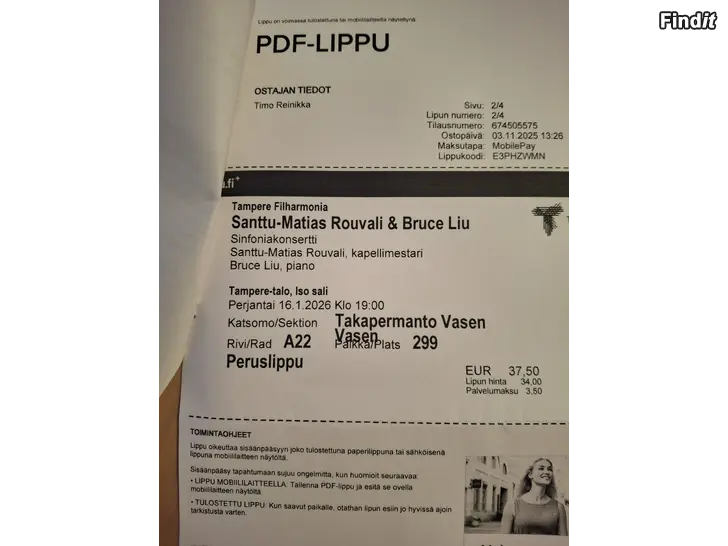 Findit
Lippu on voimassa tulostettuna tai mobiililaitteelta näytettynä.
PDF-LIPPU
OSTAJAN TIEDOT
Timo Reinikka
Sivu: 2/4
Lipun numero: 2/4
Tilausnumero: 674505575
Ostopäivä: 03.11.2025 13:26
Maksutapa: MobilePay
Lippukoodi: E3PHZWMN
.fi+
Tampere Filharmonia
Santtu-Matias Rouvali & Bruce Liu
Sinfoniakonsertti
Santtu-Matias Rouvali, kapellimestari
Bruce Liu, piano
Tampere-talo, Iso sali
Perjantai 16.1.2026 Klo 19:00
Katsomo/Sektion Takapermanto Vasen
Vasen
Rivi/Rad A22 Paikka/Plats 299
Peruslippu
EUR 37,50
Lipun hinta 34,00
Palvelumaksu 3,50
TOIMINTAOHJEET
Lippu oikeuttaa sisäänpääsyyn joko tulostettuna paperilippuna tai sähköisenä
lippuna mobiililaitteen näytöltä.
Sisäänpääsy tapahtumaan sujuu ongelmitta, kun huomioit seuraavaa:
• LIPPU MOBIILILAITTEELLA: Tallenna PDF-lippu ja esitä se ovella
mobiililaitteen näytöltä
• TULOSTETTU LIPPU: Kun saavut paikalle, otathan lipun esiin jo hyvissä ajoin
tarkistusta varten.